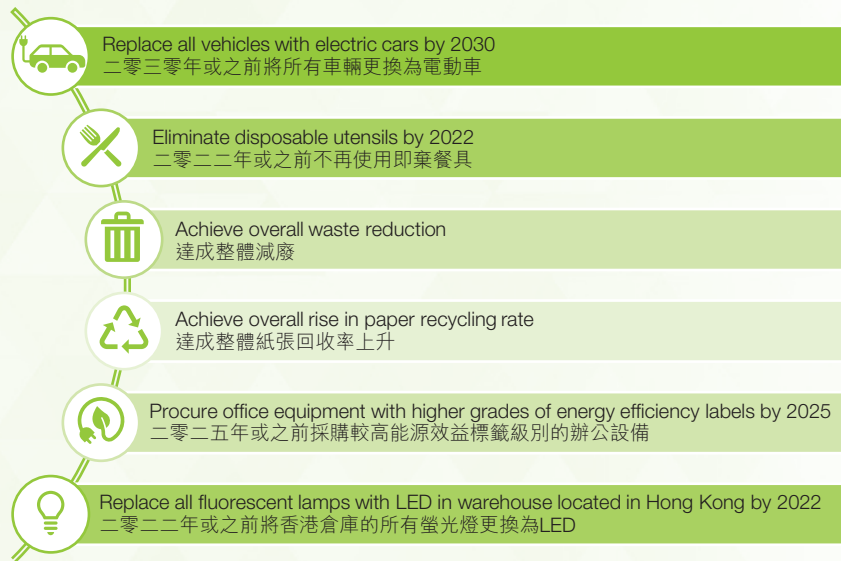 Replace all vehicles with electric cars by 2030
二零三零年或之前將所有車輛更換為電動車
Eliminate disposable utensils by 2022
二零二二年或之前不再使用即棄餐具
Achieve overall waste reduction
達成整體減廢
Achieve overall rise in paper recycling rate
達成整體紙張回收率上升
Procure office equipment with higher grades of energy efficiency labels by 2025
二零二五年或之前採購較高能源效益標籤級別的辦公設備
Replace all fluorescent lamps with LED in warehouse located in Hong Kong by 2022
二零二二年或之前將香港倉庫的所有螢光燈更換為LED